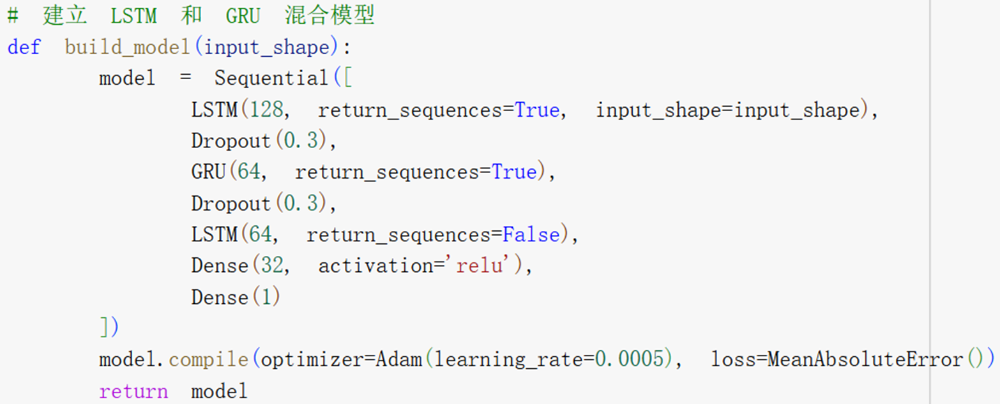 # 建立 LSTM 和 GRU 混合模型
def build_model(input_shape):
model = Sequential([
LSTM(128, return_sequences=True, input_shape=input_shape),
Dropout(0.3),
GRU(64, return_sequences=True),
Dropout(0.3),
LSTM(64, return_sequences=False),
Dense(32, activation='relu'),
Dense(1)
])
model.compile(optimizer=Adam(learning_rate=0.0005), loss=MeanAbsoluteError())
return model